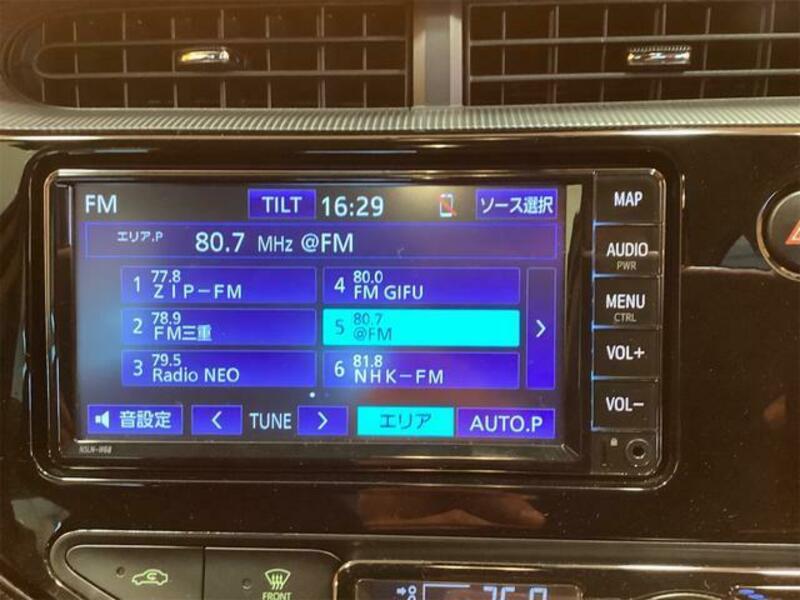 FM TILT 16:29 ソース選択
エリア.P 80.7 MHz @FM
1 77.8 ZIP-FM
4 80.0 FM GIFU
2 78.9 FM三重
5 80.7 @FM
3 79.5 Radio NEO
6 81.8 NHK-FM
音設定 < TUNE > エリア AUTO.P
NSLN-W68
MAP
AUDIO
PWR
MENU
CTRL
VOL+
VOL-
FRONT